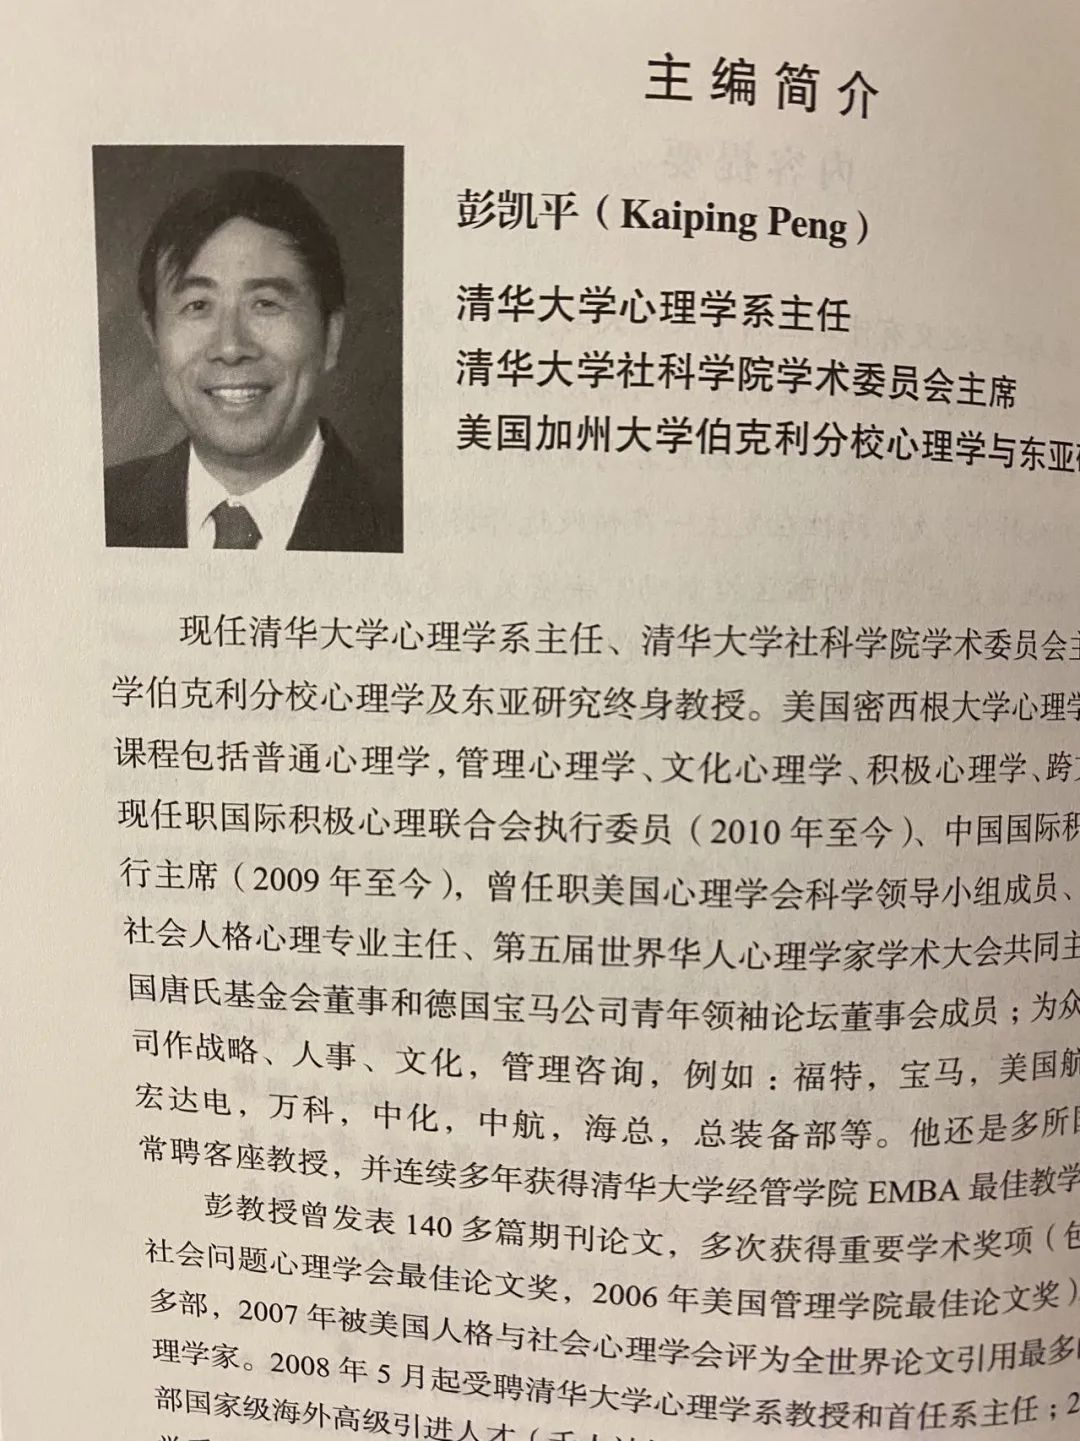 主编简介
彭凯平（Kaiping Peng）
清华大学心理学系主任
清华大学社科学院学术委员会主席
美国加州大学伯克利分校心理学与东亚
现任清华大学心理学系主任、清华大学社科学院学术委员会主
学伯克利分校心理学及东亚研究终身教授。美国密西根大学心理学
课程包括普通心理学，管理心理学、文化心理学、积极心理学、跨
现任职国际积极心理联合会执行委员（2010 年至今）、中国国际积
行主席（2009 年至今），曾任职美国心理学会科学领导小组成员、
社会人格心理专业主任、第五届世界华人心理学家学术大会共同主
国唐氏基金会董事和德国宝马公司青年领袖论坛董事会成员；为众
司作战略、人事、文化，管理咨询，例如：福特，宝马，美国航
宏达电，万科，中化，中航，海总，总装备部等。他还是多所国
常聘客座教授，并连续多年获得清华大学经管学院 EMBA 最佳教学
彭教授曾发表 140 多篇期刊论文，多次获得重要学术奖项（包
社会问题心理学会最佳论文奖，2006 年美国管理学院最佳论文奖）
多部，2007 年被美国人格与社会心理学会评为全世界论文引用最多
理学家。2008 年 5 月起受聘清华大学心理学系教授和首任系主任；2
部国家级海外高级引进人才（千人